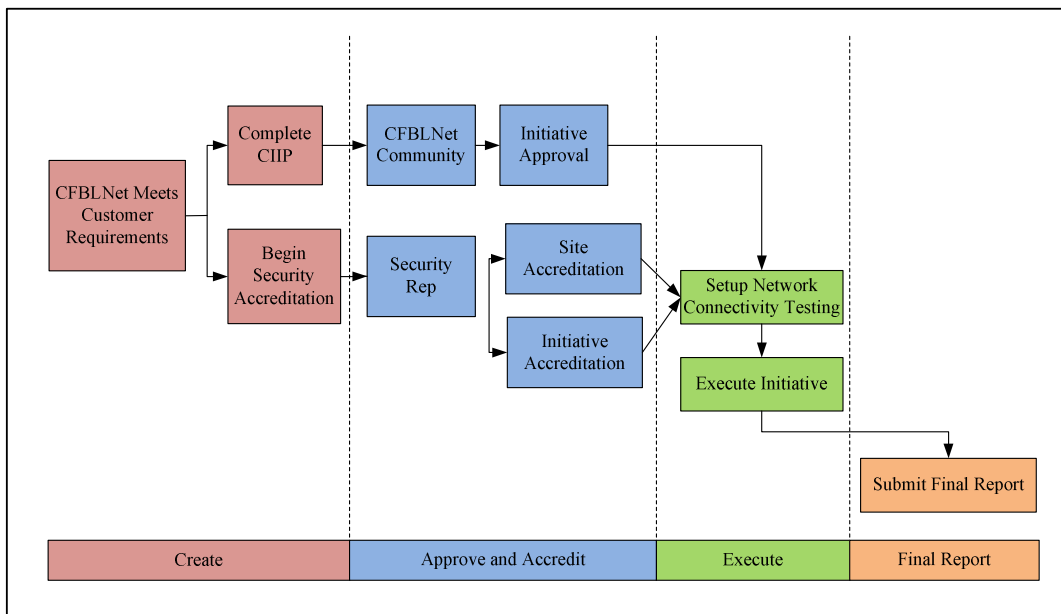 CFBLNet Meets
Customer
Requirements
Complete
CIIP
Begin
Security
Accreditation
CFBLNet
Community
Initiative
Approval
Security
Rep
Site
Accreditation
Initiative
Accreditation
Setup Network
Connectivity Testing
Execute Initiative
Submit Final Report
Create
Approve and Accredit
Execute
Final Report